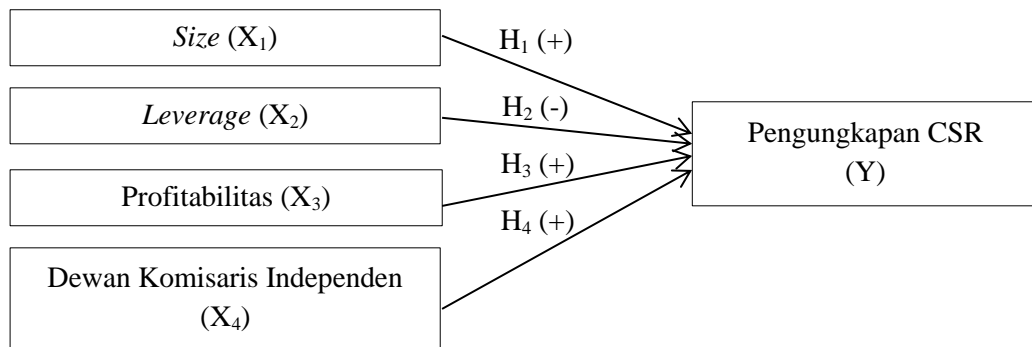 Size (X₁)
H₁ (+)
Leverage (X₂)
H₂ (-)
Pengungkapan CSR
(Y)
Profitabilitas (X₃)
H₃ (+)
H₄ (+)
Dewan Komisaris Independen
(X₄)